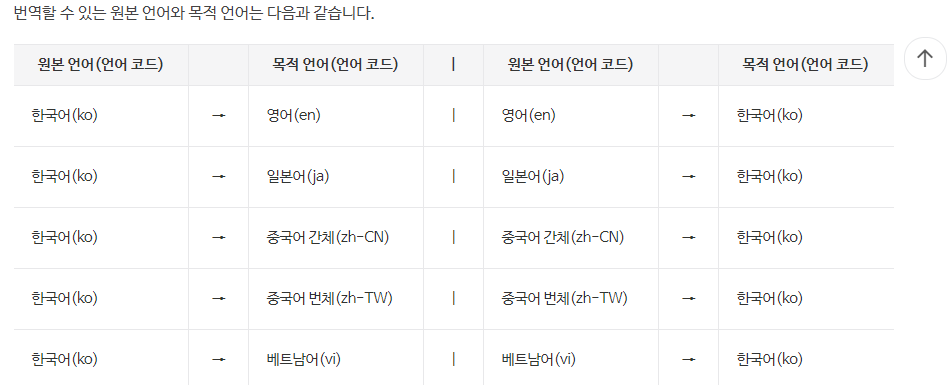 번역할 수 있는 원본 언어와 목적 언어는 다음과 같습니다.
원본 언어(언어 코드) 목적 언어(언어 코드) | 원본 언어(언어 코드) 목적 언어(언어 코드)
한국어(ko) → 영어(en) | 영어(en) → 한국어(ko)
한국어(ko) → 일본어(ja) | 일본어(ja) → 한국어(ko)
한국어(ko) → 중국어 간체(zh-CN) | 중국어 간체(zh-CN) → 한국어(ko)
한국어(ko) → 중국어 번체(zh-TW) | 중국어 번체(zh-TW) → 한국어(ko)
한국어(ko) → 베트남어(vi) | 베트남어(vi) → 한국어(ko)